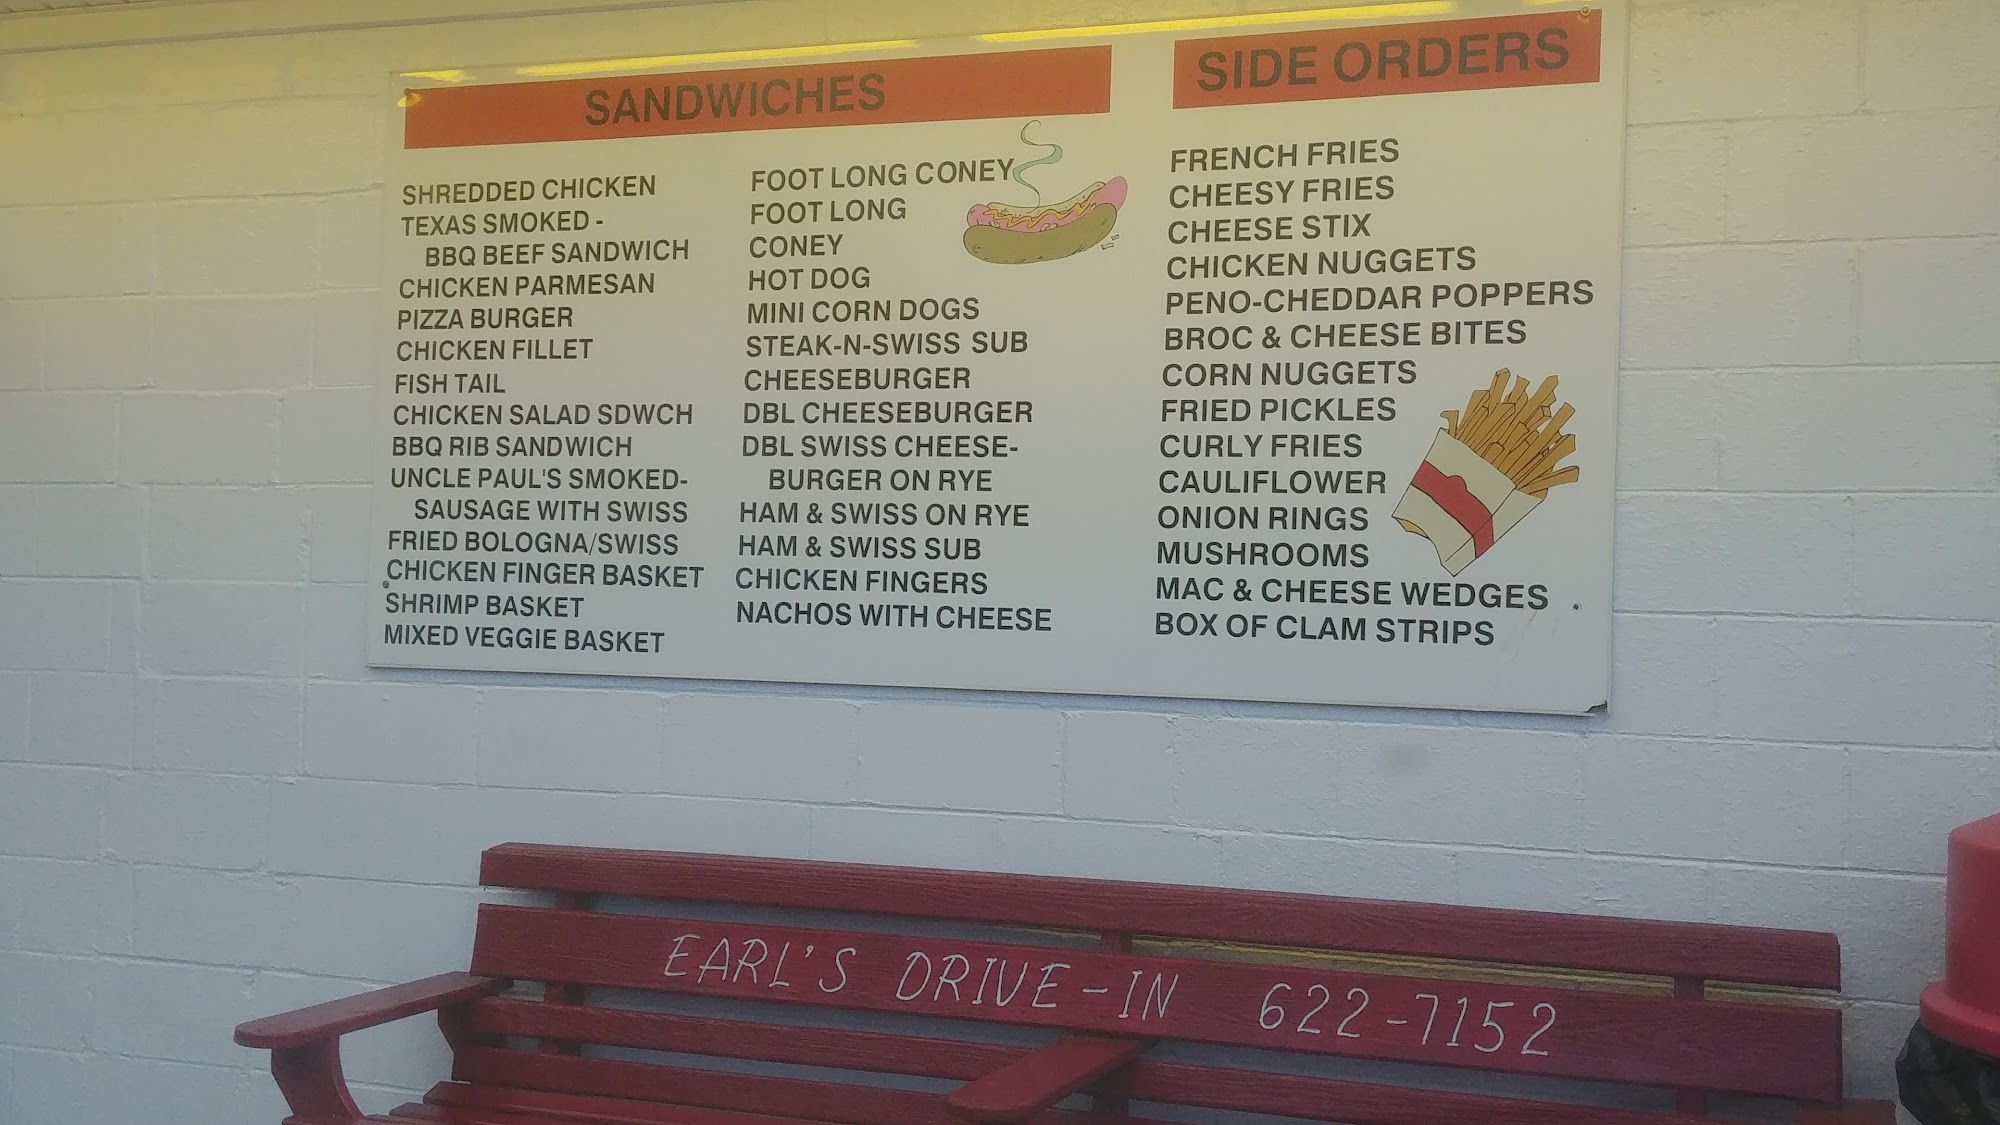 SANDWICHES
SHREDDED CHICKEN
TEXAS SMOKED -
BBQ BEEF SANDWICH
CHICKEN PARMESAN
PIZZA BURGER
CHICKEN FILLET
FISH TAIL
CHICKEN SALAD SDWCH
BBQ RIB SANDWICH
UNCLE PAUL'S SMOKED-
SAUSAGE WITH SWISS
FRIED BOLOGNA/SWISS
CHICKEN FINGER BASKET
SHRIMP BASKET
MIXED VEGGIE BASKET
FOOT LONG CONEY
FOOT LONG
CONEY
HOT DOG
MINI CORN DOGS
STEAK-N-SWISS SUB
CHEESEBURGER
DBL CHEESEBURGER
DBL SWISS CHEESE-
BURGER ON RYE
HAM & SWISS ON RYE
HAM & SWISS SUB
CHICKEN FINGERS
NACHOS WITH CHEESE
SIDE ORDERS
FRENCH FRIES
CHEESY FRIES
CHEESE STIX
CHICKEN NUGGETS
PENO-CHEDDAR POPPERS
BROC & CHEESE BITES
CORN NUGGETS
FRIED PICKLES
CURLY FRIES
CAULIFLOWER
ONION RINGS
MUSHROOMS
MAC & CHEESE WEDGES
BOX OF CLAM STRIPS
EARL'S DRIVE-IN 622-7152